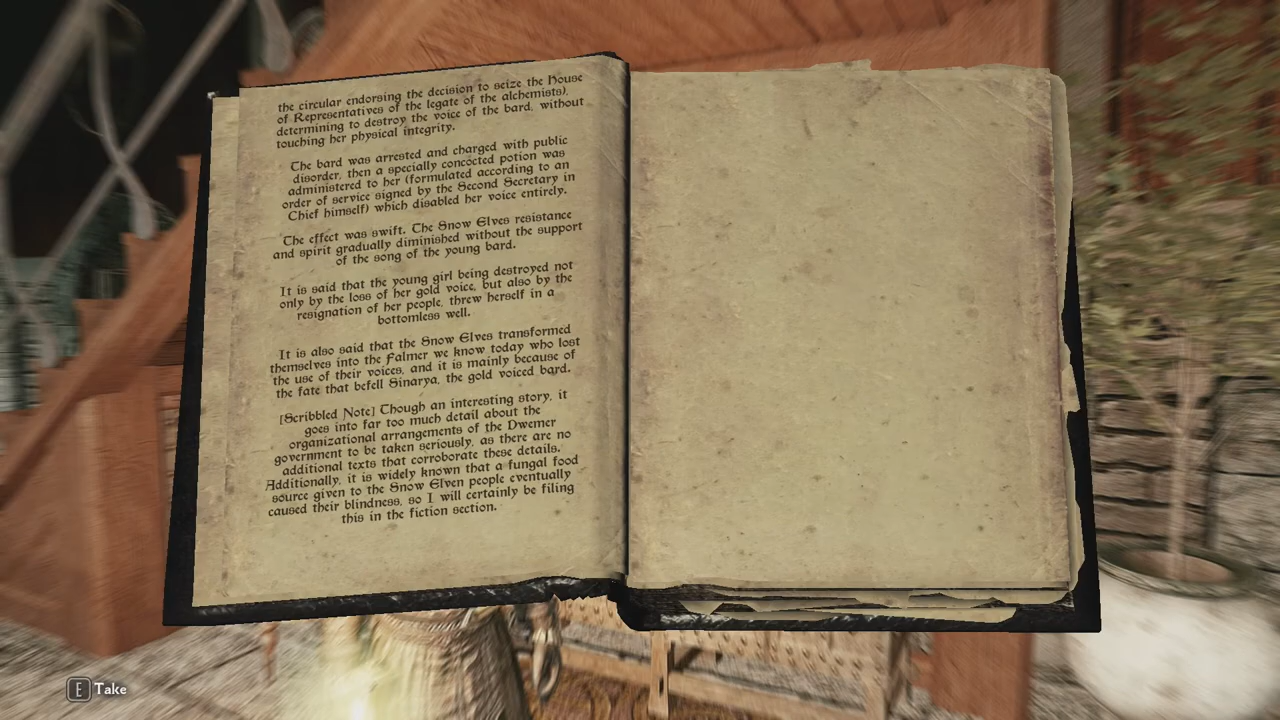 the circular endorsing the decision to seize the House
of Representatives of the legate of the alchemists),
determining to destroy the voice of the bard, without
touching her physical integrity.
The bard was arrested and charged with public
disorder, then a specially concocted potion was
administered to her (formulated according to an
order of service signed by the Second Secretary in
Chief himself) which disabled her voice entirely.
The effect was swift. The Snow Elves resistance
and spirit gradually diminished without the support
of the song of the young bard.
It is said that the young girl being destroyed not
only by the loss of her gold voice, but also by the
resignation of her people, threw herself in a
bottomless well.
It is also said that the Snow Elves transformed
themselves into the Falmer we know today who lost
the use of their voices, and it is mainly because of
the fate that befell Sinarya, the gold voiced bard.
[Scribbled Note] Though an interesting story, it
goes into far too much detail about the
organizational arrangements of the Dwemer
government to be taken seriously, as there are no
additional texts that corroborate these details.
Additionally, it is widely known that a fungal food
source given to the Snow Elven people eventually
caused their blindness, so I will certainly be filing
this in the fiction section.
E Take